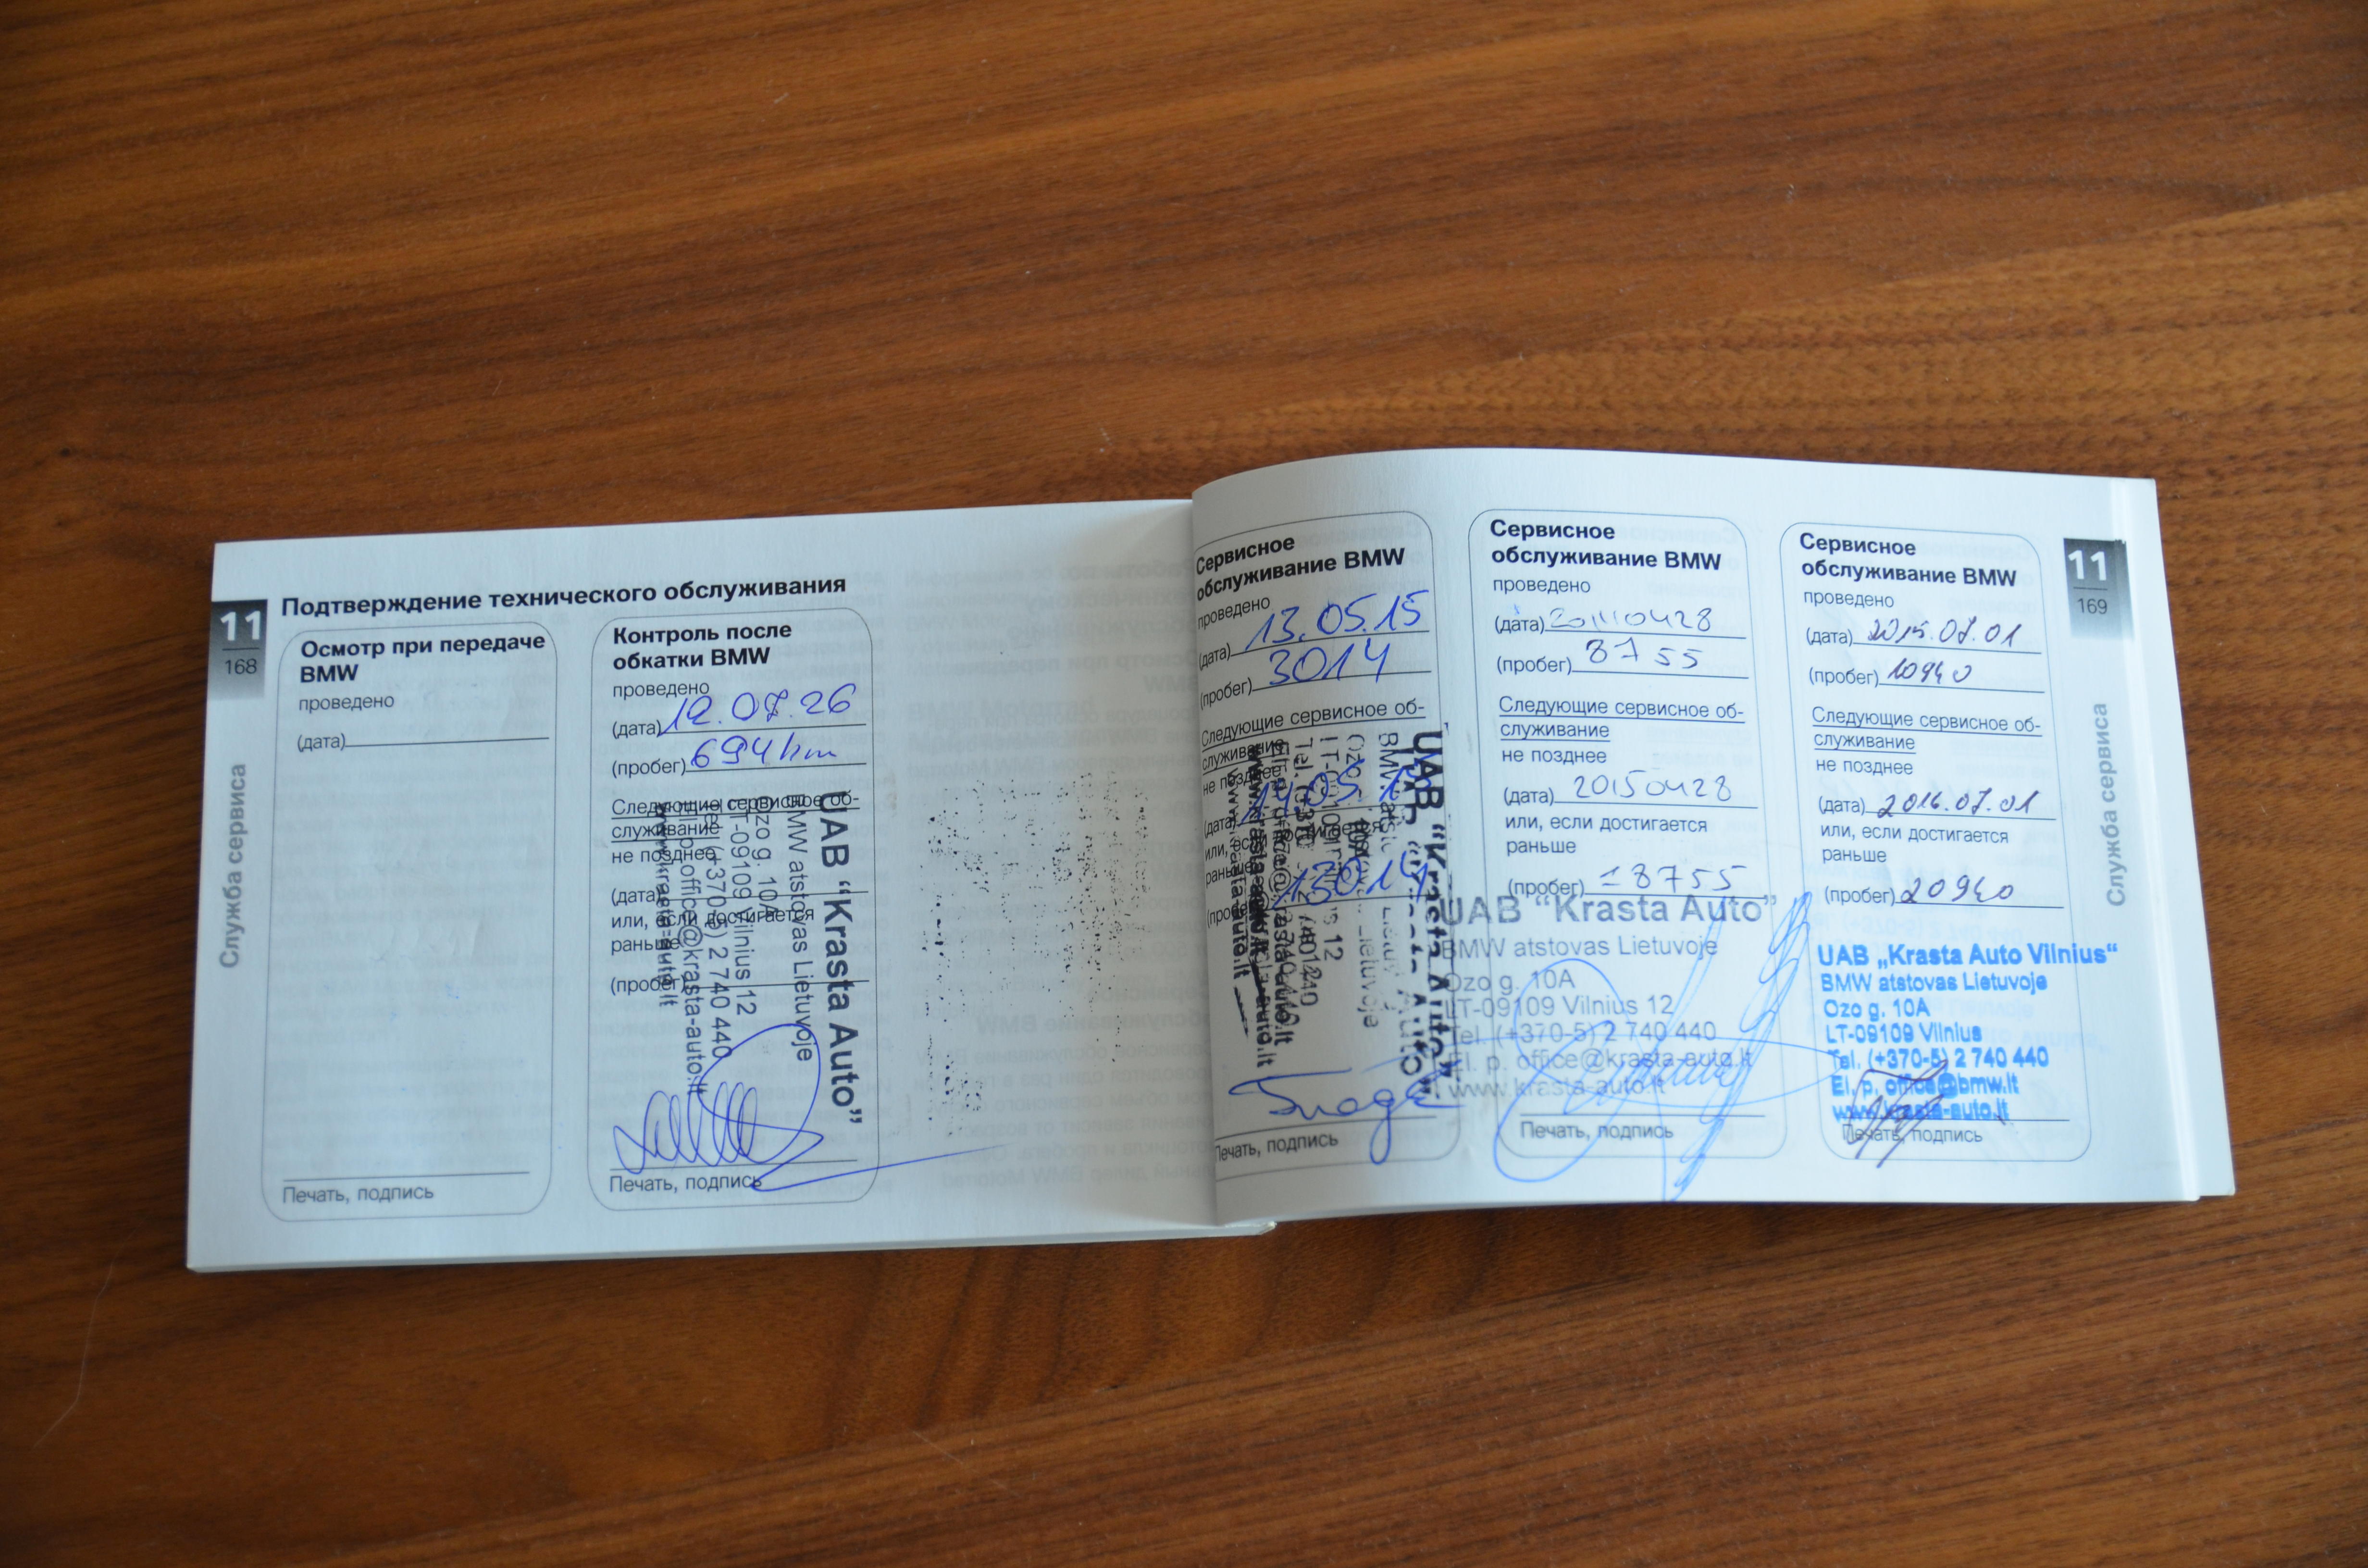 11
168
Служба сервиса
Подтверждение технического обслуживания
Осмотр при передаче
BMW
проведено
(дата)
Печать, подпись
Контроль после
обкатки BMW
проведено
(дата) 12.07.26
(пробег) 694 km
Следующие сервисное об-
служивание
не позднее
(дата)
или, если достигается
раньше
(пробег)
UAB “Krasta Auto”
BMW atstovas Lietuvoje
Ozo g. 10A
LT-09109 Vilnius 12
Tel. (+370-5) 2 740 440
office@krasta-auto.lt
www.krasta-auto.lt
Печать, подпись
Сервисное
обслуживание BMW
проведено
(дата) 13.05.15
(пробег) 3014
Следующие сервисное об-
служивание
не позднее
(дата)
раньше
13014
UAB “Krasta Auto”
Печать, подпись
Сервисное
обслуживание BMW
проведено
(дата) 20140428
(пробег) 8755
Следующие сервисное об-
служивание
не позднее
(дата) 20150428
или, если достигается
раньше
(пробег) 18755
UAB “Krasta Auto”
BMW atstovas Lietuvoje
Ozo g. 10A
LT-09109 Vilnius 12
Tel. (+370-5) 2 740 440
El. p. office@krasta-auto.lt
www.krasta-auto.lt
Печать, подпись
Сервисное
обслуживание BMW
проведено
(дата) 2015.07.01
(пробег) 10940
Следующие сервисное об-
служивание
не позднее
(дата) 2016.07.01
или, если достигается
раньше
(пробег) 20940
UAB „Krasta Auto Vilnius“
BMW atstovas Lietuvoje
Ozo g. 10A
LT-09109 Vilnius
Tel. (+370-5) 2 740 440
El. p. office@bmw.lt
www.krasta-auto.lt
Печать, подпись
11
169
Служба сервиса